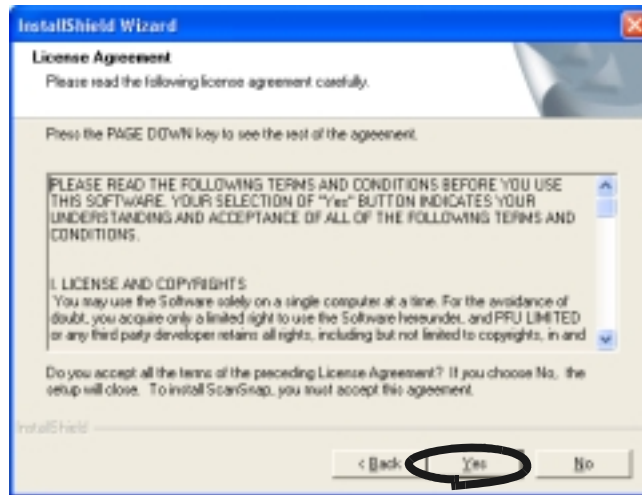 InstallShield Wizard
License Agreement
Please read the following license agreement carefully.
Press the PAGE DOWN key to see the rest of the agreement.
PLEASE READ THE FOLLOWING TERMS AND CONDITIONS BEFORE YOU USE
THIS SOFTWARE. YOUR SELECTION OF "Yes" BUTTON INDICATES YOUR
UNDERSTANDING AND ACCEPTANCE OF ALL OF THE FOLLOWING TERMS AND
CONDITIONS.
I. LICENSE AND COPYRIGHTS
You may use the Software solely on a single computer at a time. For the avoidance of
doubt, you acquire only a limited right to use the Software hereunder, and PFU LIMITED
or any third party developer retains all rights, including but not limited to copyrights, in and
Do you accept all the terms of the preceding License Agreement? If you choose No, the
setup will close. To install ScanSnap, you must accept this agreement.
InstallShield
< Back
Yes
No